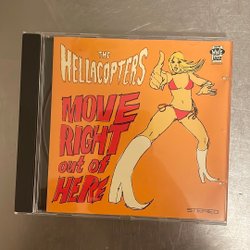 THE
HELLACOPTERS
MOVE
RIGHT
out of
HERE
STEREO